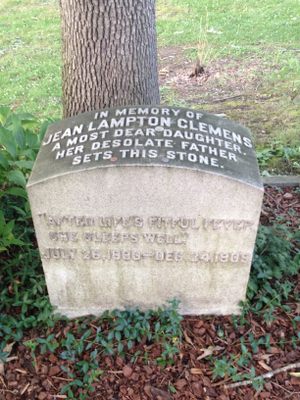 IN MEMORY OF
JEAN LAMPTON CLEMENS
A MOST DEAR DAUGHTER.
HER DESOLATE FATHER
SETS THIS STONE.
"AFTER LIFE'S FITFUL FEVER
SHE SLEEPS WELL."
JULY 26, 1880–DEC. 24, 1909